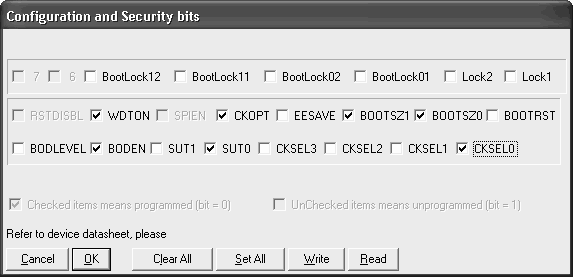 Configuration and Security bits
7 6 BootLock12 BootLock11 BootLock02 BootLock01 Lock2 Lock1
RSTDISBL WDTON SPIEN CKOPT EESAVE BOOTSZ1 BOOTSZ0 BOOTRST
BODLEVEL BODEN SUT1 SUT0 CKSEL3 CKSEL2 CKSEL1 CKSEL0
Checked items means programmed (bit = 0) UnChecked items means unprogrammed (bit = 1)
Refer to device datasheet, please
Cancel OK Clear All Set All Write Read